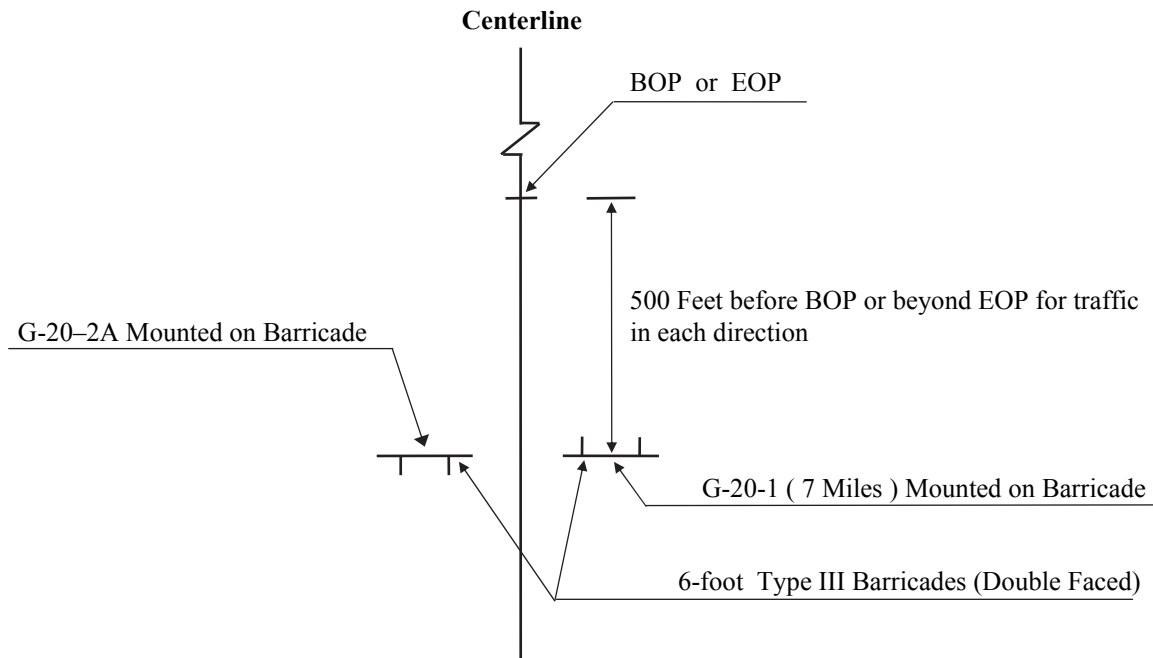 Centerline
BOP or EOP
500 Feet before BOP or beyond EOP for traffic
in each direction
G-20–2A Mounted on Barricade
G-20-1 ( 7 Miles ) Mounted on Barricade
6-foot Type III Barricades (Double Faced)